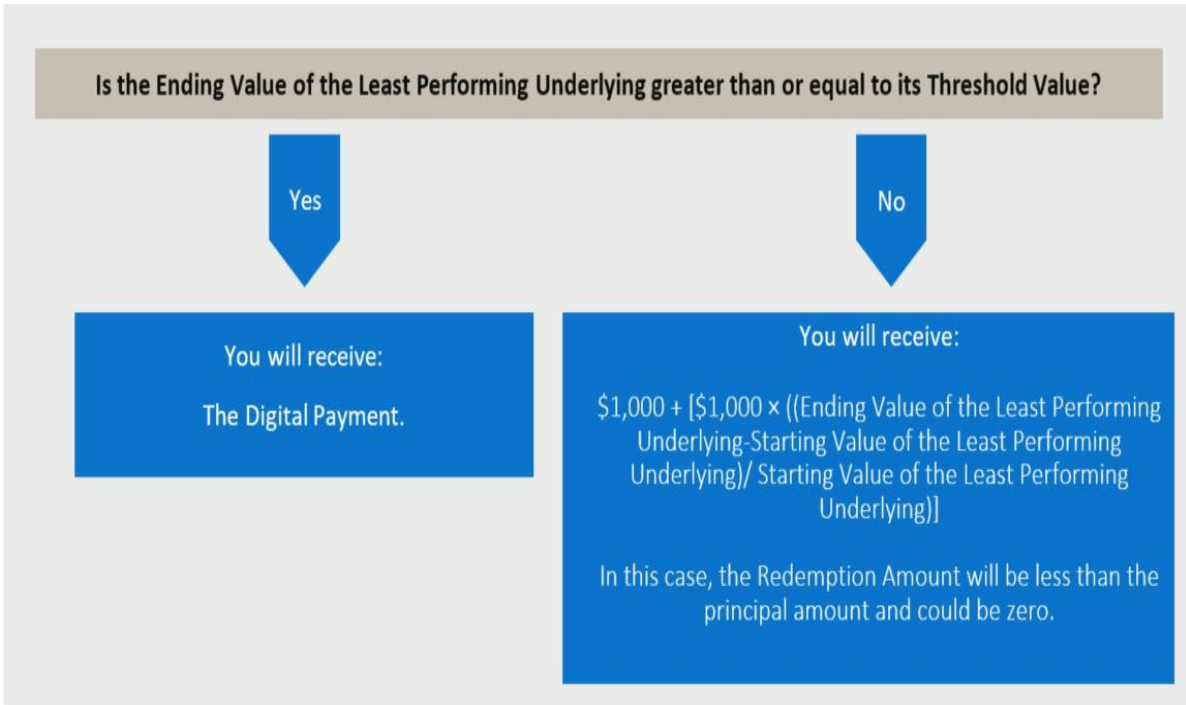 Is the Ending Value of the Least Performing Underlying greater than or equal to its Threshold Value?
Yes
No
You will receive:
The Digital Payment.
You will receive:
$1,000 + [$1,000 × ((Ending Value of the Least Performing
Underlying-Starting Value of the Least Performing
Underlying)/ Starting Value of the Least Performing
Underlying)]
In this case, the Redemption Amount will be less than the
principal amount and could be zero.